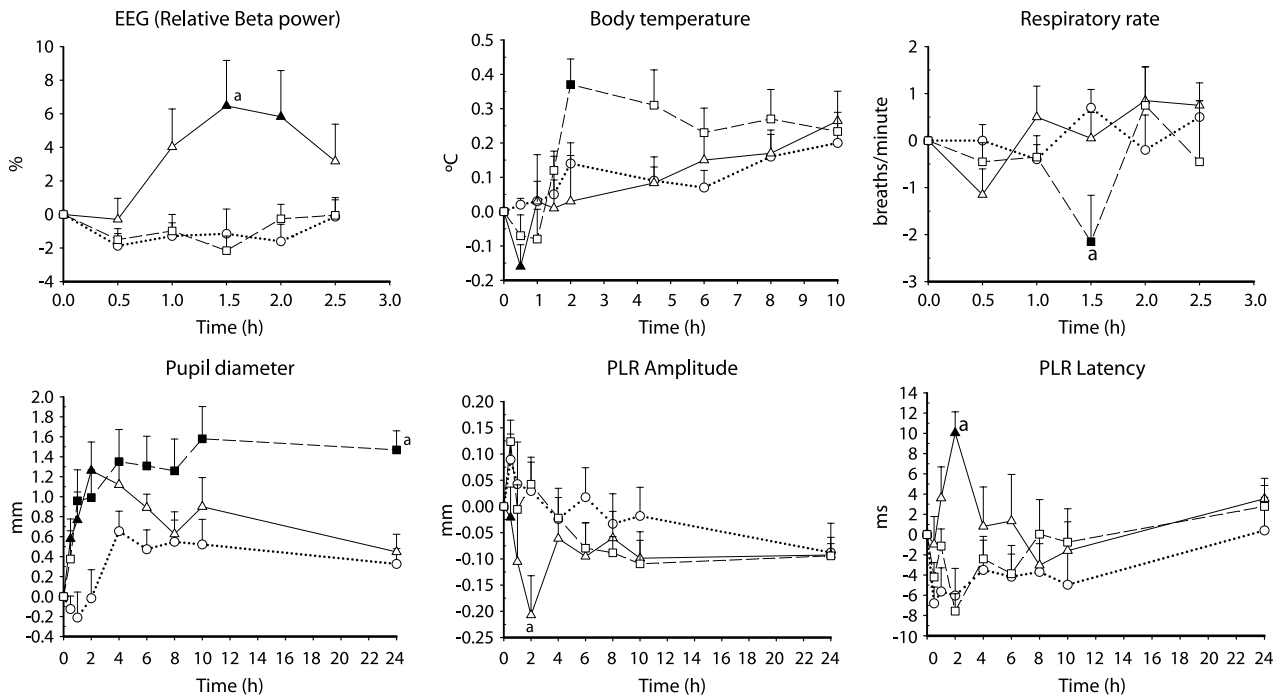 EEG (Relative Beta power)
10
8
6
4
2
0
-2
-4
%
a
0.0 0.5 1.0 1.5 2.0 2.5 3.0
Time (h)
Body temperature
0.5
0.4
0.3
0.2
0.1
0.0
-0.1
-0.2
ºC
0 1 2 3 4 5 6 7 8 9 10
Time (h)
Respiratory rate
2
1
0
-1
-2
-3
breaths/minute
a
0.0 0.5 1.0 1.5 2.0 2.5 3.0
Time (h)
Pupil diameter
2.0
1.8
1.6
1.4
1.2
1.0
0.8
0.6
0.4
0.2
0.0
-0.2
-0.4
mm
a
0 2 4 6 8 10 12 14 16 18 20 22 24
Time (h)
PLR Amplitude
0.20
0.15
0.10
0.05
0.00
-0.05
-0.10
-0.15
-0.20
-0.25
mm
a
0 2 4 6 8 10 12 14 16 18 20 22 24
Time (h)
PLR Latency
14
12
10
8
6
4
2
0
-2
-4
-6
-8
-10
ms
a
0 2 4 6 8 10 12 14 16 18 20 22 24
Time (h)